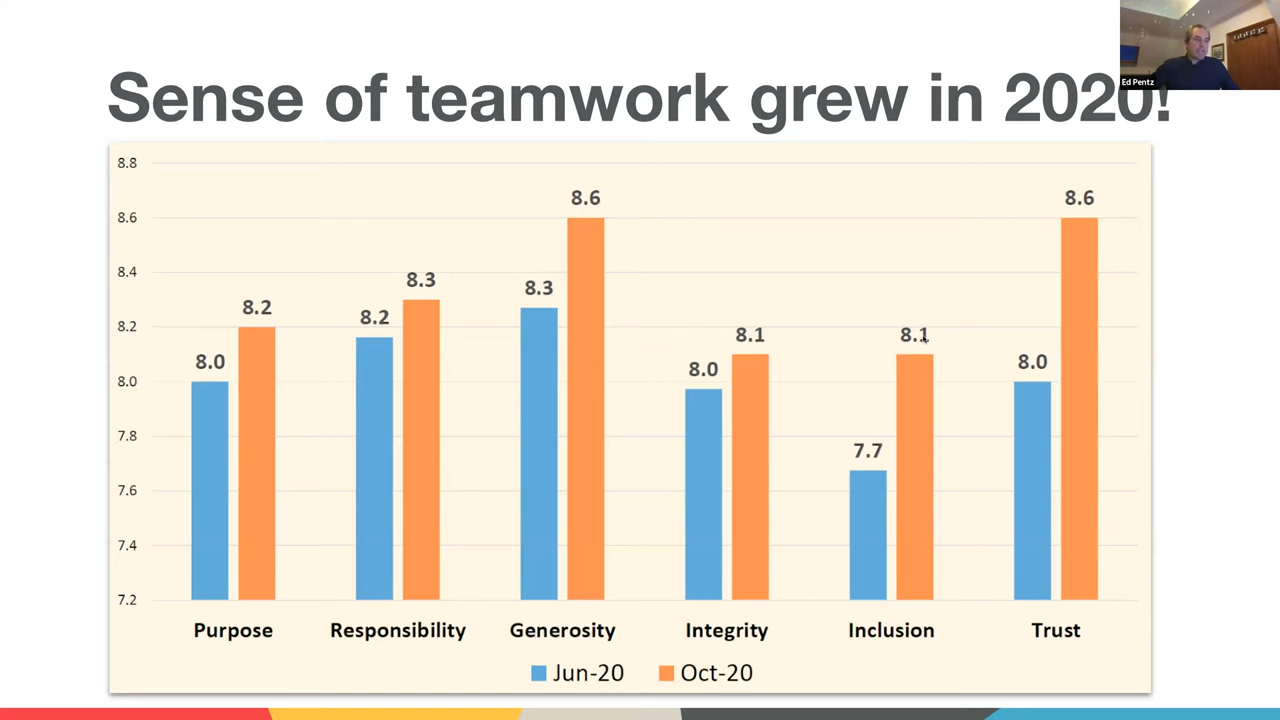 Sense of teamwork grew in 2020!
Ed Pentz
8.8
8.6
8.4
8.2
8.0
7.8
7.6
7.4
7.2
8.0
8.2
8.2
8.3
8.3
8.6
8.0
8.1
7.7
8.1
8.0
8.6
Purpose
Responsibility
Generosity
Integrity
Inclusion
Trust
Jun-20
Oct-20